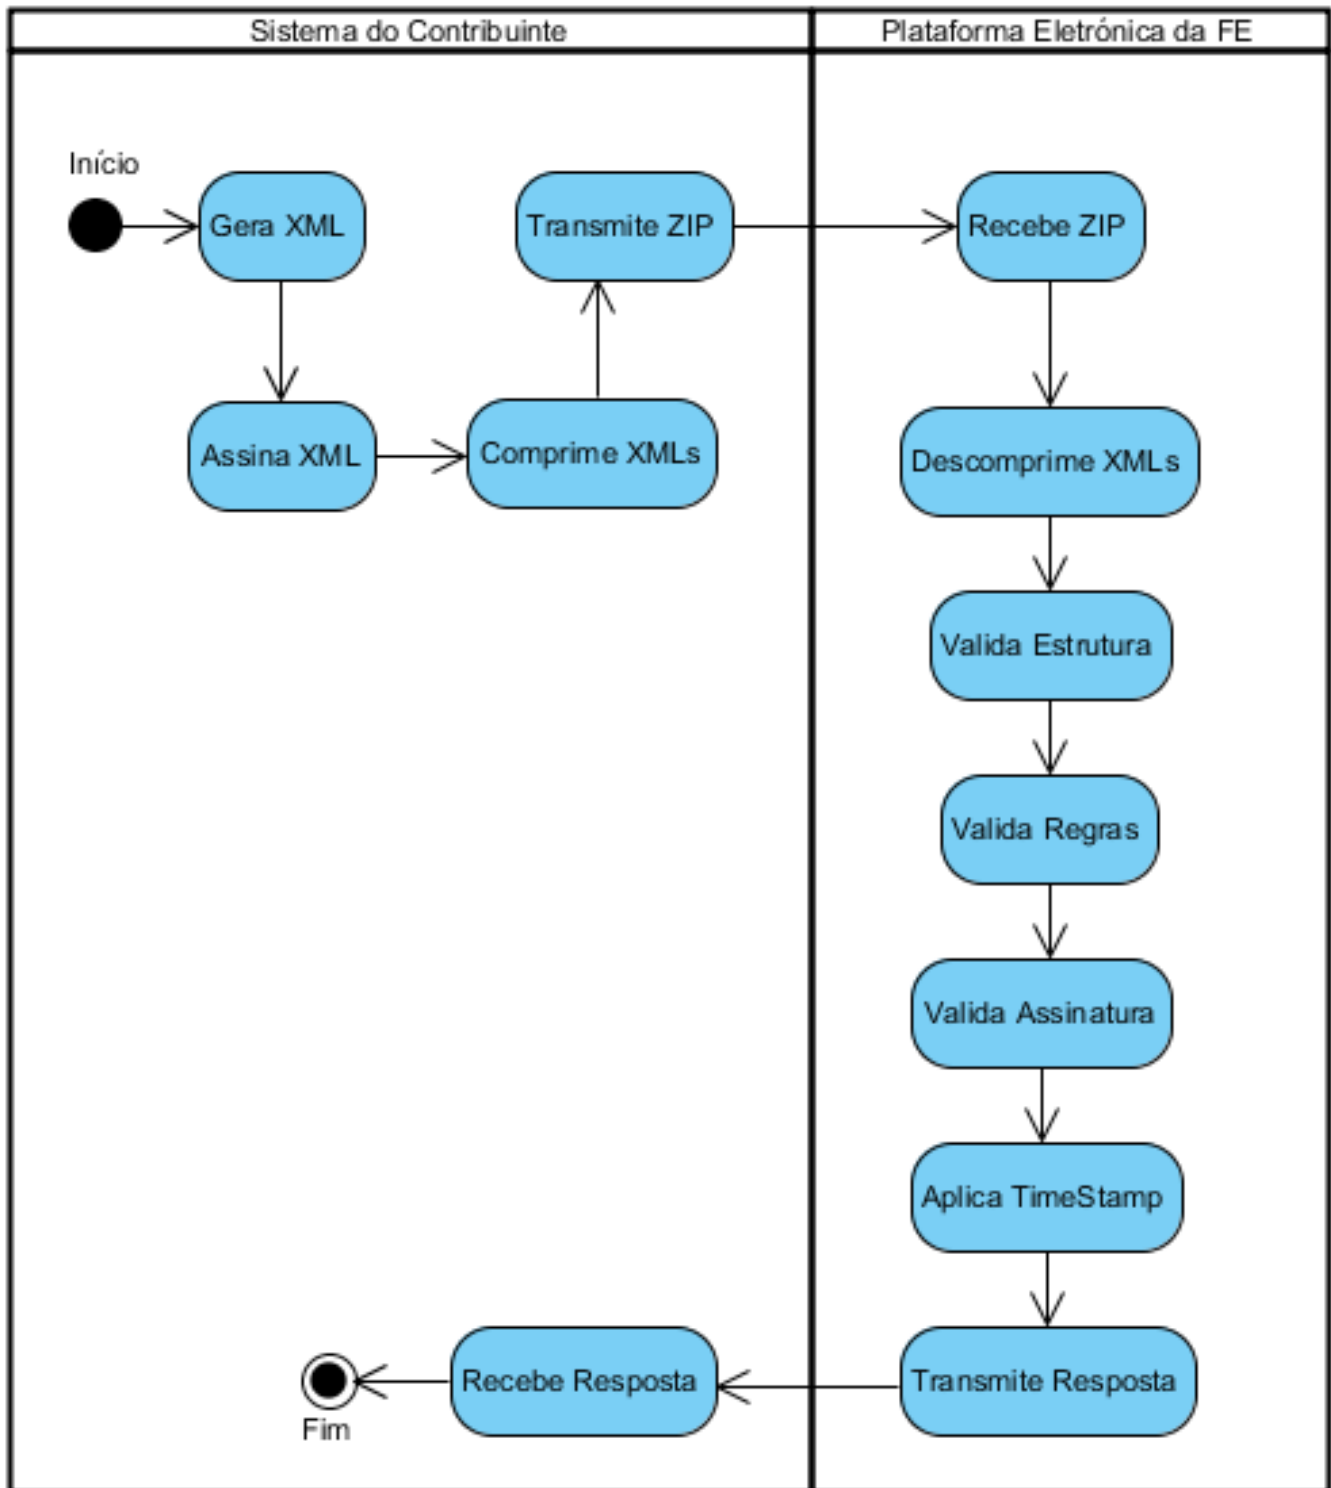 Sistema do Contribuinte
Plataforma Eletrónica da FE
Início
Gera XML
Transmite ZIP
Recebe ZIP
Assina XML
Comprime XMLs
Descomprime XMLs
Valida Estrutura
Valida Regras
Valida Assinatura
Aplica TimeStamp
Recebe Resposta
Transmite Resposta
Fim